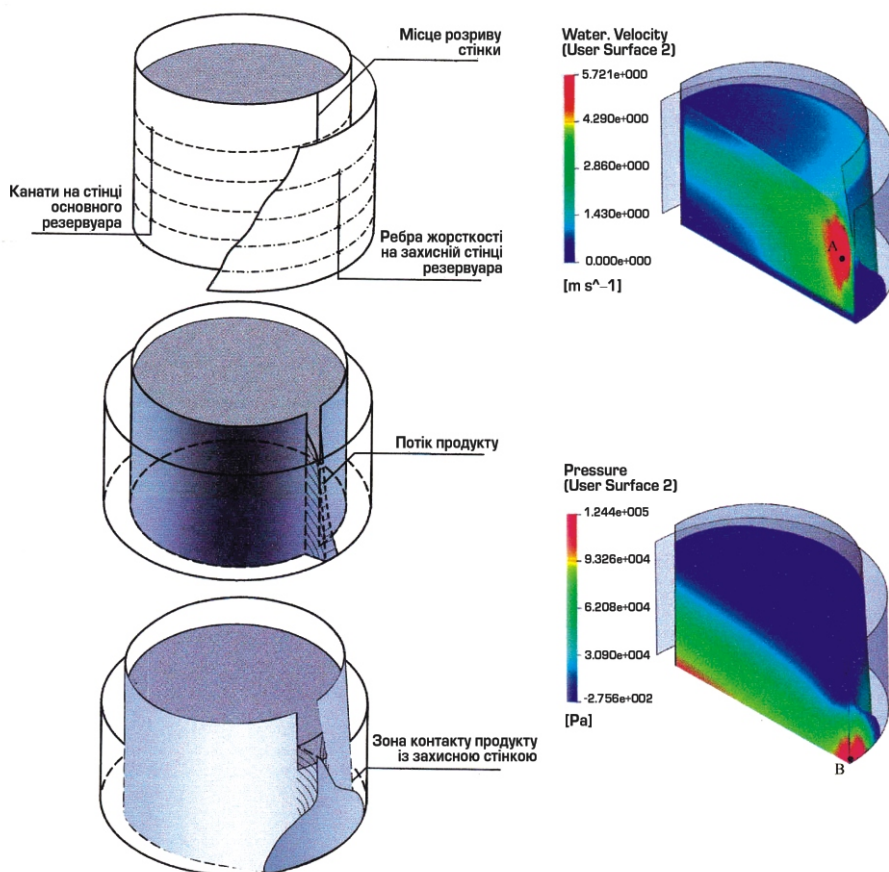 Місце розриву
стінки
Канати на стінці
основного
резервуара
Ребра жорсткості
на захисній стінці
резервуара
Потік продукту
Зона контакту продукту
із захисною стінкою
Water. Velocity
(User Surface 2)
5.721e+000
4.290e+000
2.860e+000
1.430e+000
0.000e+000
[m s^–1]
A
Pressure
(User Surface 2)
1.244e+005
9.326e+004
6.208e+004
3.090e+004
-2.756e+002
[Pa]
B